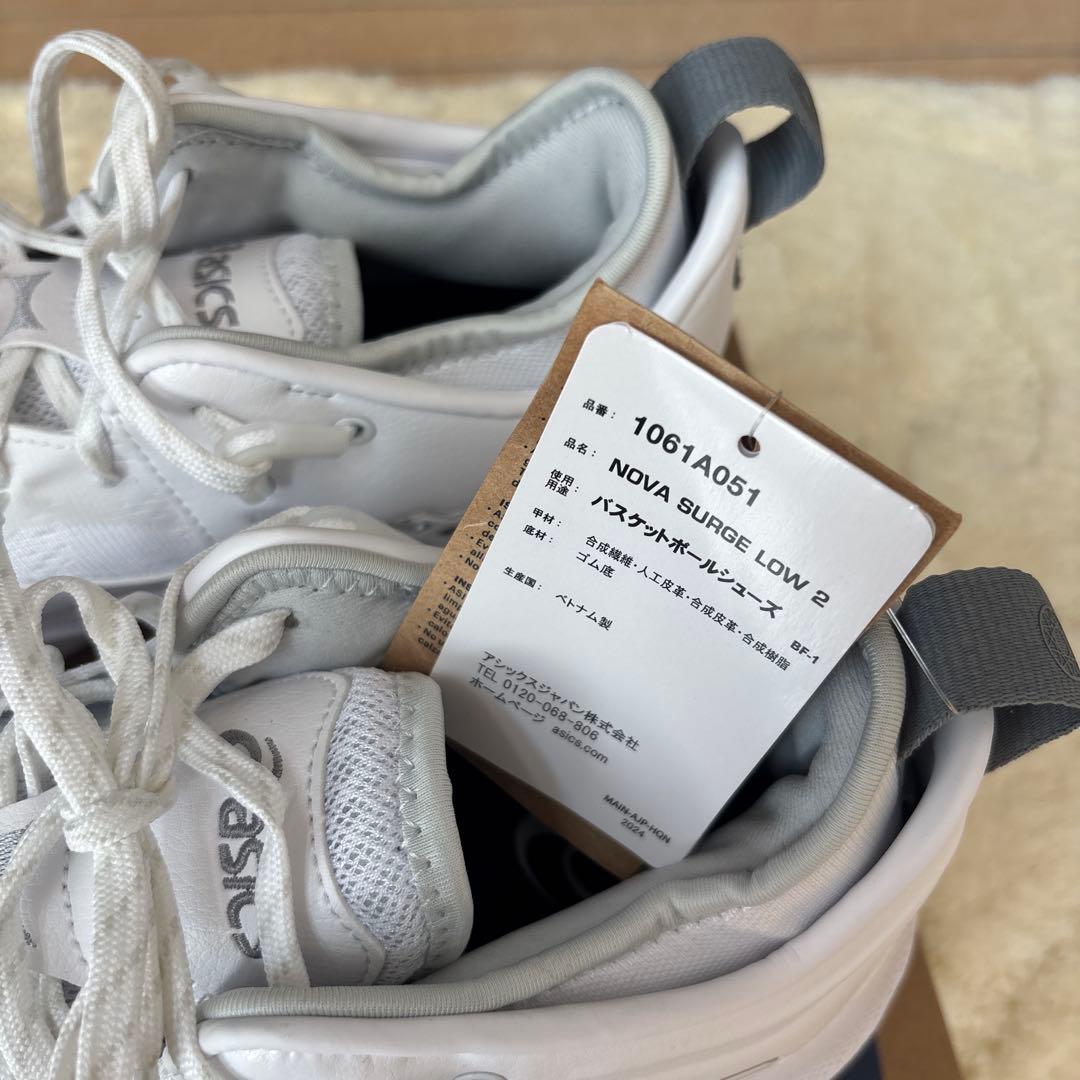 asics
品番： 1061A051
品名： NOVA SURGE LOW 2
使用用途： バスケットボールシューズ BF-1
甲材： 合成繊維・人工皮革・合成皮革・合成樹脂
底材： ゴム底
生産国： ベトナム製
アシックスジャパン株式会社
TEL 0120-068-806
ホームページ asics.com
MAIN-AJP-HQN
2024
asics